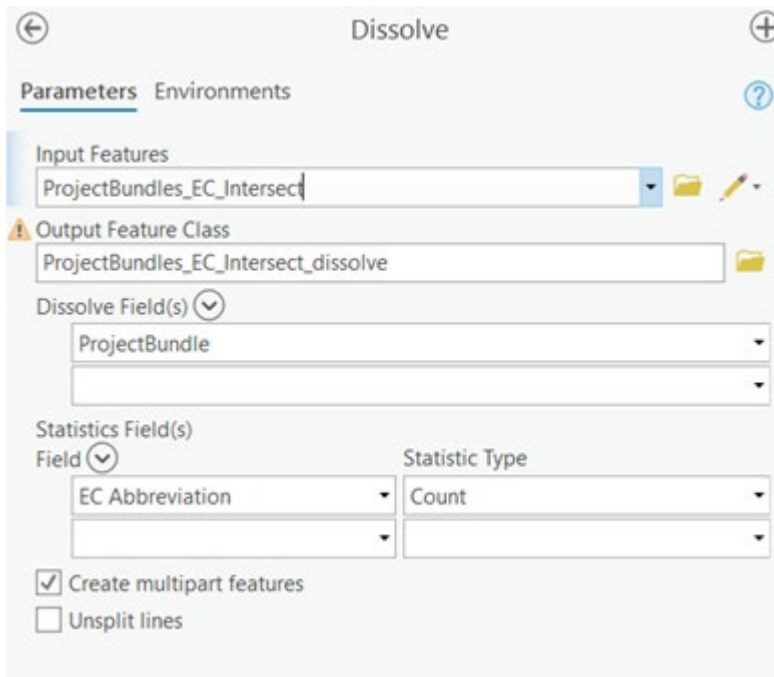 Dissolve
Parameters Environments
?
Input Features
ProjectBundles_EC_Intersect
! Output Feature Class
ProjectBundles_EC_Intersect_dissolve
Dissolve Field(s)
ProjectBundle
Statistics Field(s)
Field Statistic Type
EC Abbreviation Count
Create multipart features
Unsplit lines